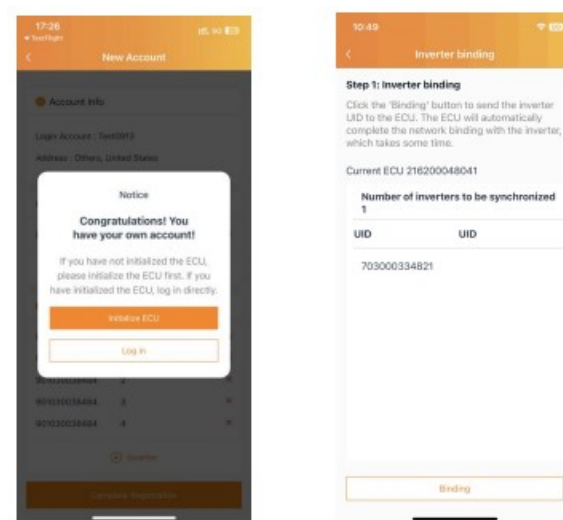 17:26
TestFlight
New Account
Account Info
Login Account : Test0913
Address : Others, United States
Notice
Congratulations! You
have your own account!
If you have not initialized the ECU,
please initialize the ECU first. If you
have initialized the ECU, log in directly.
Initialize ECU
Log in
2
901030038484 3
901030038484 4
Inverter
Complete Registration
10:49
Inverter binding
Step 1: Inverter binding
Click the 'Binding' button to send the inverter
UID to the ECU. The ECU will automatically
complete the network binding with the inverter,
which takes some time.
Current ECU 216200048041
Number of inverters to be synchronized
1
UID UID
703000334821
Binding